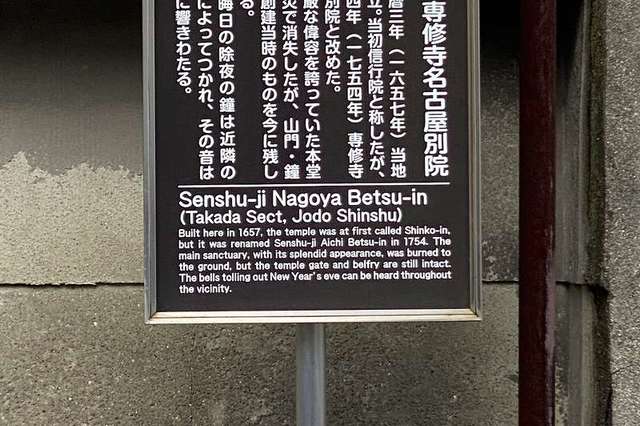 専修寺名古屋別院
暦三年（一六五七年）当地
立。当初信行院と称したが、
四年（一七五四年）専修寺
別院と改めた。
厳な偉容を誇っていた本堂
災で消失したが、山門・鐘
創建当時のものを今に残し
る。
晦日の除夜の鐘は近隣の
によってつかれ、その音は
に響きわたる。
Senshu-ji Nagoya Betsu-in
(Takada Sect, Jodo Shinshu)
Built here in 1657, the temple was at first called Shinko-in,
but it was renamed Senshu-ji Aichi Betsu-in in 1754. The
main sanctuary, with its splendid appearance, was burned to
the ground, but the temple gate and belfry are still intact.
The bells tolling out New Year's eve can be heard throughout
the vicinity.